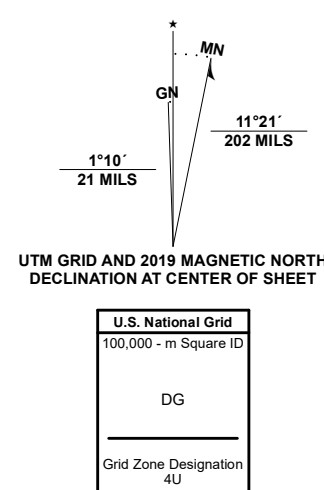 ★
MN
GN
11°21´
202 MILS
1°10´
21 MILS
UTM GRID AND 2019 MAGNETIC NORTH
DECLINATION AT CENTER OF SHEET
U.S. National Grid
100,000 - m Square ID
DG
Grid Zone Designation
4U